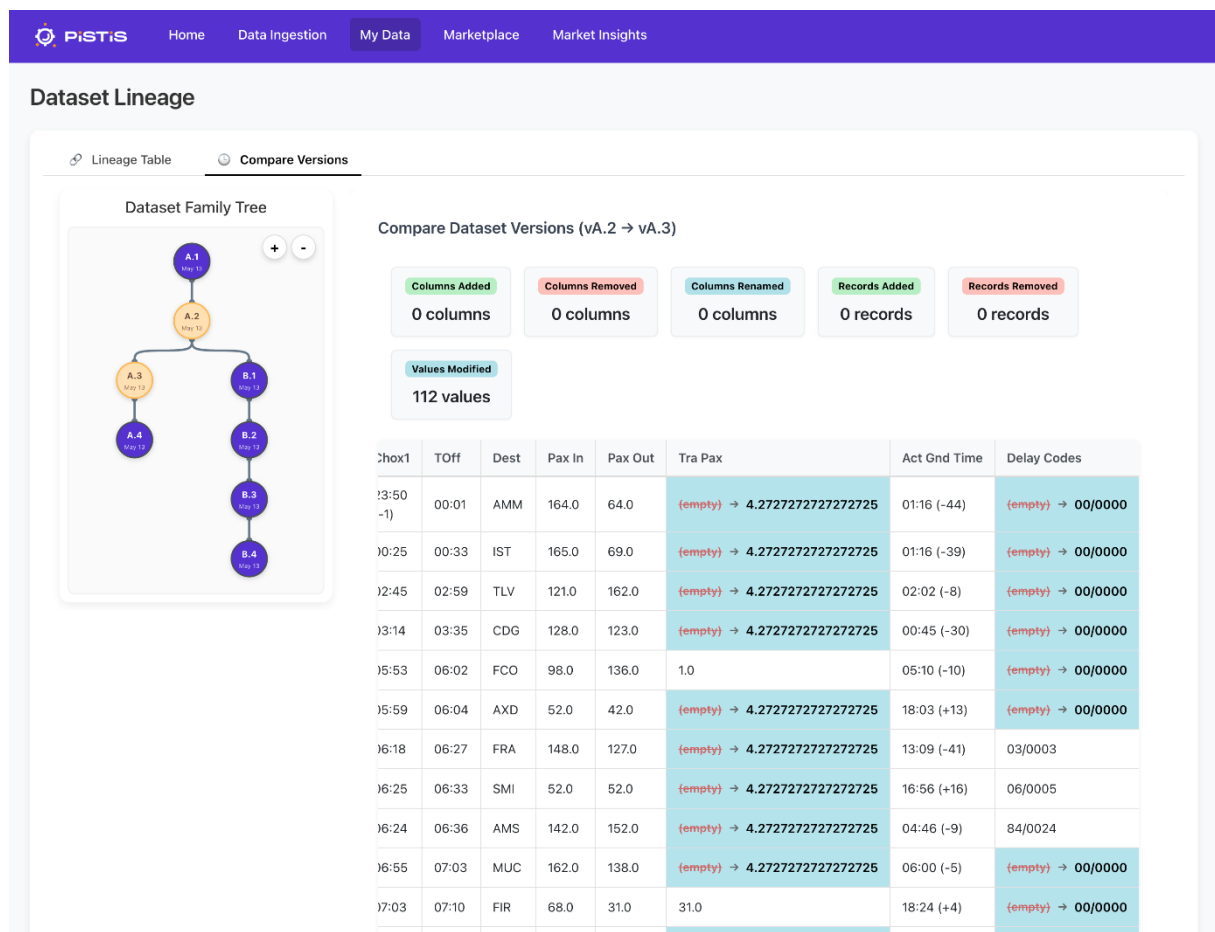 PiSTiS Home Data Ingestion My Data Marketplace Market Insights
Dataset Lineage
Lineage Table Compare Versions
Dataset Family Tree
+ -
A.1
May 13
A.2
May 13
A.3
May 13
B.1
May 13
A.4
May 13
B.2
May 13
B.3
May 13
B.4
May 13
Compare Dataset Versions (vA.2 → vA.3)
Columns Added Columns Removed Columns Renamed Records Added Records Removed
0 columns 0 columns 0 columns 0 records 0 records
Values Modified
112 values
Chox1 TOff Dest Pax In Pax Out Tra Pax Act Gnd Time Delay Codes
23:50
(-1) 00:01 AMM 164.0 64.0 (empty) → 4.2727272727272725 01:16 (-44) (empty) → 00/0000
00:25 00:33 IST 165.0 69.0 (empty) → 4.2727272727272725 01:16 (-39) (empty) → 00/0000
02:45 02:59 TLV 121.0 162.0 (empty) → 4.2727272727272725 02:02 (-8) (empty) → 00/0000
03:14 03:35 CDG 128.0 123.0 (empty) → 4.2727272727272725 00:45 (-30) (empty) → 00/0000
05:53 06:02 FCO 98.0 136.0 1.0 05:10 (-10) (empty) → 00/0000
05:59 06:04 AXD 52.0 42.0 (empty) → 4.2727272727272725 18:03 (+13) (empty) → 00/0000
06:18 06:27 FRA 148.0 127.0 (empty) → 4.2727272727272725 13:09 (-41) 03/0003
06:25 06:33 SMI 52.0 52.0 (empty) → 4.2727272727272725 16:56 (+16) 06/0005
06:24 06:36 AMS 142.0 152.0 (empty) → 4.2727272727272725 04:46 (-9) 84/0024
06:55 07:03 MUC 162.0 138.0 (empty) → 4.2727272727272725 06:00 (-5) (empty) → 00/0000
07:03 07:10 FIR 68.0 31.0 31.0 18:24 (+4) (empty) → 00/0000